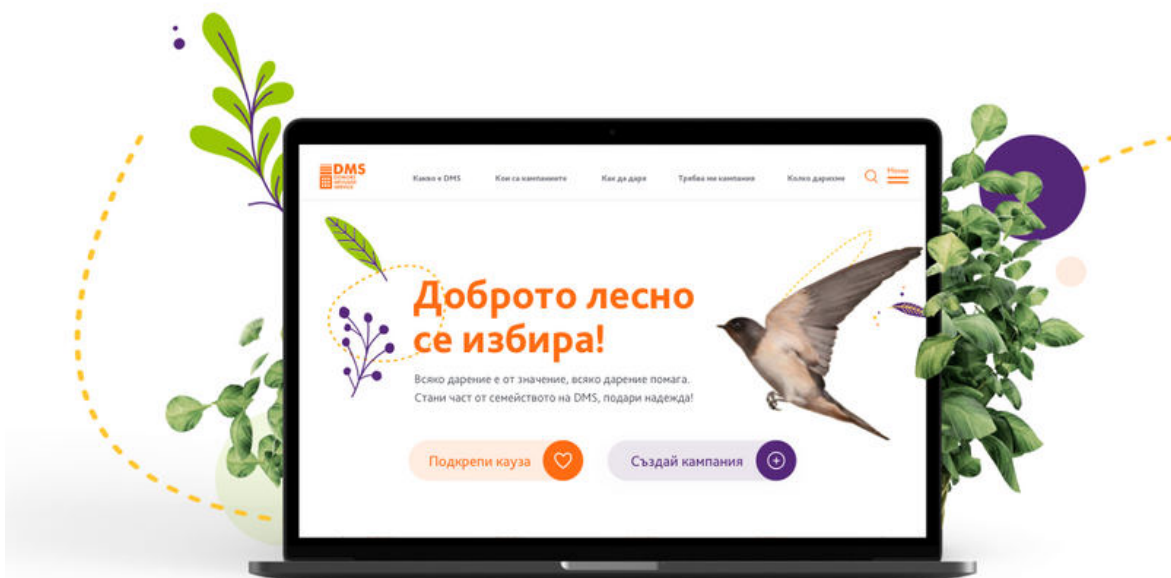 DMS
Какво е DMS
Кои са кампаниите
Как да даря
Трябва ми кампания
Колко дарихме
Меню
Доброто лесно
се избира!
Всяко дарение е от значение, всяко дарение помага.
Стани част от семейството на DMS, подари надежда!
Подкрепи кауза
Създай кампания